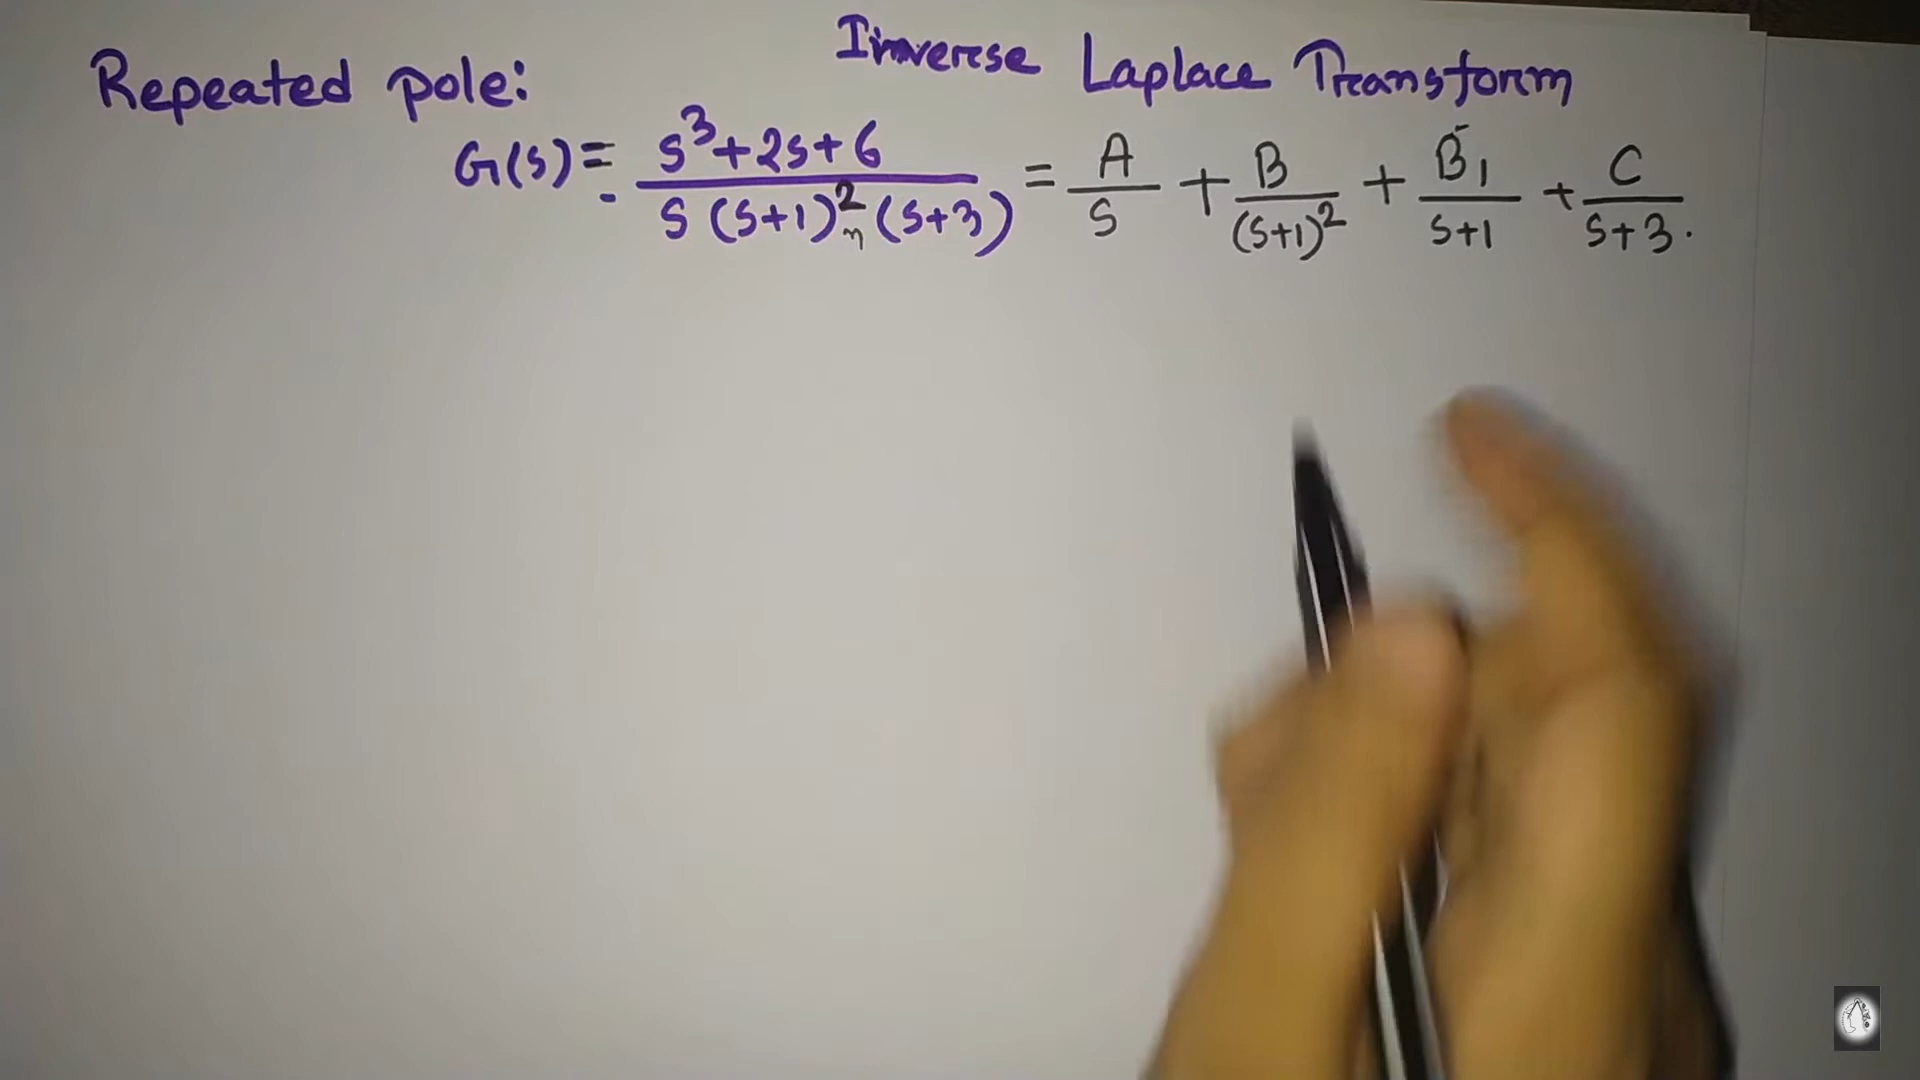 Inverse Laplace Transform
Repeated pole:
G(s) = s³+2s+6 / s(s+1)²(s+3) = A/s + B/(s+1)² + B₁/s+1 + C/s+3.